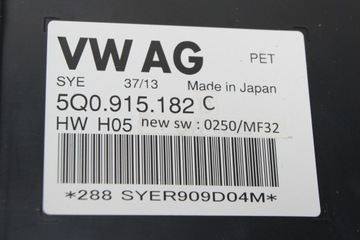 VW AG PET
SYE 37/13 Made in Japan
5Q0.915.182 C
HW H05 new sw : 0250/MF32
*288 SYER909D04M*